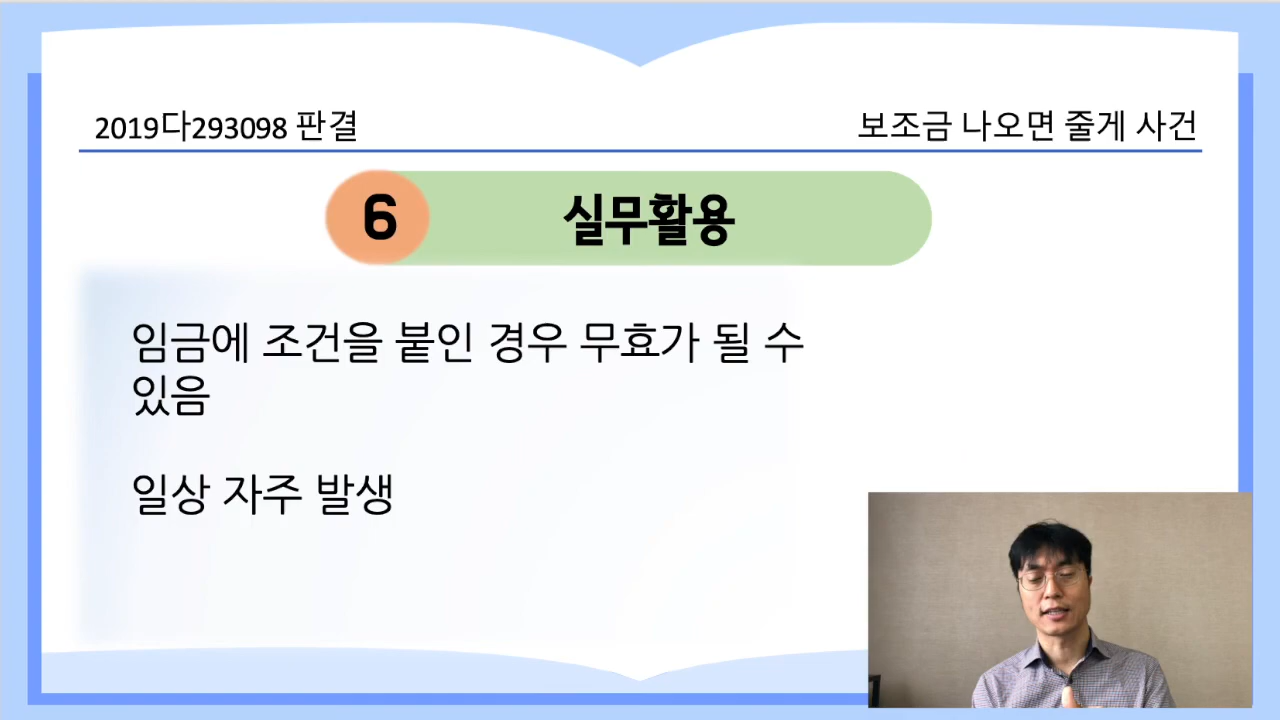 2019다293098 판결
보조금 나오면 줄게 사건
6
실무활용
임금에 조건을 붙인 경우 무효가 될 수
있음
일상 자주 발생